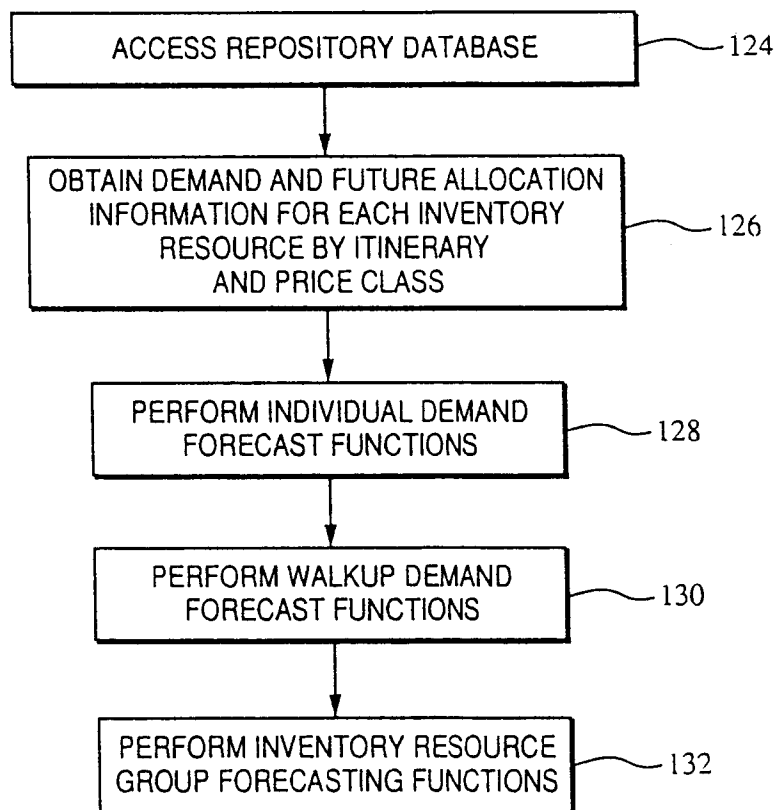 ACCESS REPOSITORY DATABASE
124
OBTAIN DEMAND AND FUTURE ALLOCATION
INFORMATION FOR EACH INVENTORY
RESOURCE BY ITINERARY
AND PRICE CLASS
126
PERFORM INDIVIDUAL DEMAND
FORECAST FUNCTIONS
128
PERFORM WALKUP DEMAND
FORECAST FUNCTIONS
130
PERFORM INVENTORY RESOURCE
GROUP FORECASTING FUNCTIONS
132